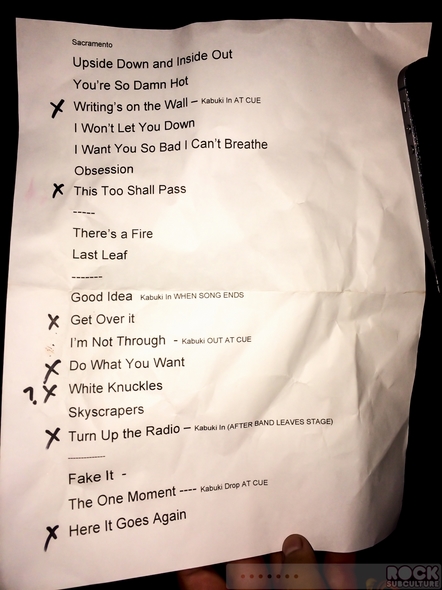 Sacramento
Upside Down and Inside Out
You're So Damn Hot
X Writing's on the Wall – Kabuki In AT CUE
I Won't Let You Down
I Want You So Bad I Can't Breathe
Obsession
X This Too Shall Pass
-----
There's a Fire
Last Leaf
-------
Good Idea Kabuki In WHEN SONG ENDS
X Get Over it
I'm Not Through - Kabuki OUT AT CUE
X Do What You Want
?X White Knuckles
Skyscrapers
X Turn Up the Radio – Kabuki In (AFTER BAND LEAVES STAGE)
-------------
Fake It -
The One Moment ---- Kabuki Drop AT CUE
X Here It Goes Again
ROCK
SUBCULTURE